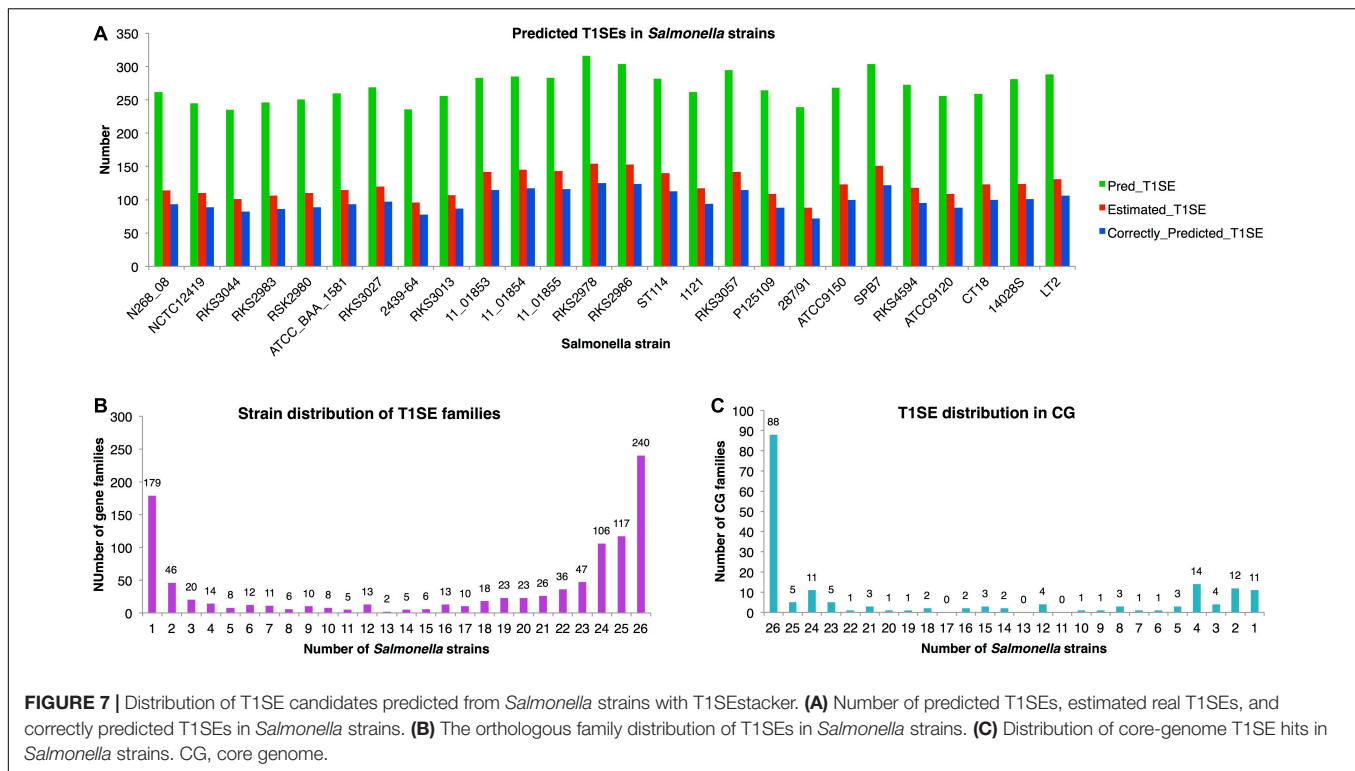 A
Predicted T1SEs in Salmonella strains
350
300
250
200
150
100
50
0
Number
N268_08
NCTC12419
RKS3044
RKS2983
RSK2980
ATCC_BAA_1581
RKS3027
2439-64
RKS3013
11_01853
11_01854
11_01855
RKS2978
RKS2986
ST114
1121
RKS3057
P125109
287/91
ATCC9150
SPB7
RKS4594
ATCC9120
CT18
14028S
LT2
Salmonella strain
Pred_T1SE
Estimated_T1SE
Correctly_Predicted_T1SE
B
Strain distribution of T1SE families
300
250
200
150
100
50
0
NUmber of gene families
179 46 20 14 8 12 11 6 10 8 5 13 2 5 6 13 10 18 23 23 26 36 47 106 117 240
1 2 3 4 5 6 7 8 9 10 11 12 13 14 15 16 17 18 19 20 21 22 23 24 25 26
Number of Salmonella strains
C
T1SE distribution in CG
100
90
80
70
60
50
40
30
20
10
0
Number of CG families
88 5 11 5 1 3 1 1 2 0 2 3 2 0 4 0 1 1 3 1 1 3 14 4 12 11
26 25 24 23 22 21 20 19 18 17 16 15 14 13 12 11 10 9 8 7 6 5 4 3 2 1
Number of Salmonella strains
FIGURE 7 | Distribution of T1SE candidates predicted from Salmonella strains with T1SEstacker. (A) Number of predicted T1SEs, estimated real T1SEs, and
correctly predicted T1SEs in Salmonella strains. (B) The orthologous family distribution of T1SEs in Salmonella strains. (C) Distribution of core-genome T1SE hits in
Salmonella strains. CG, core genome.